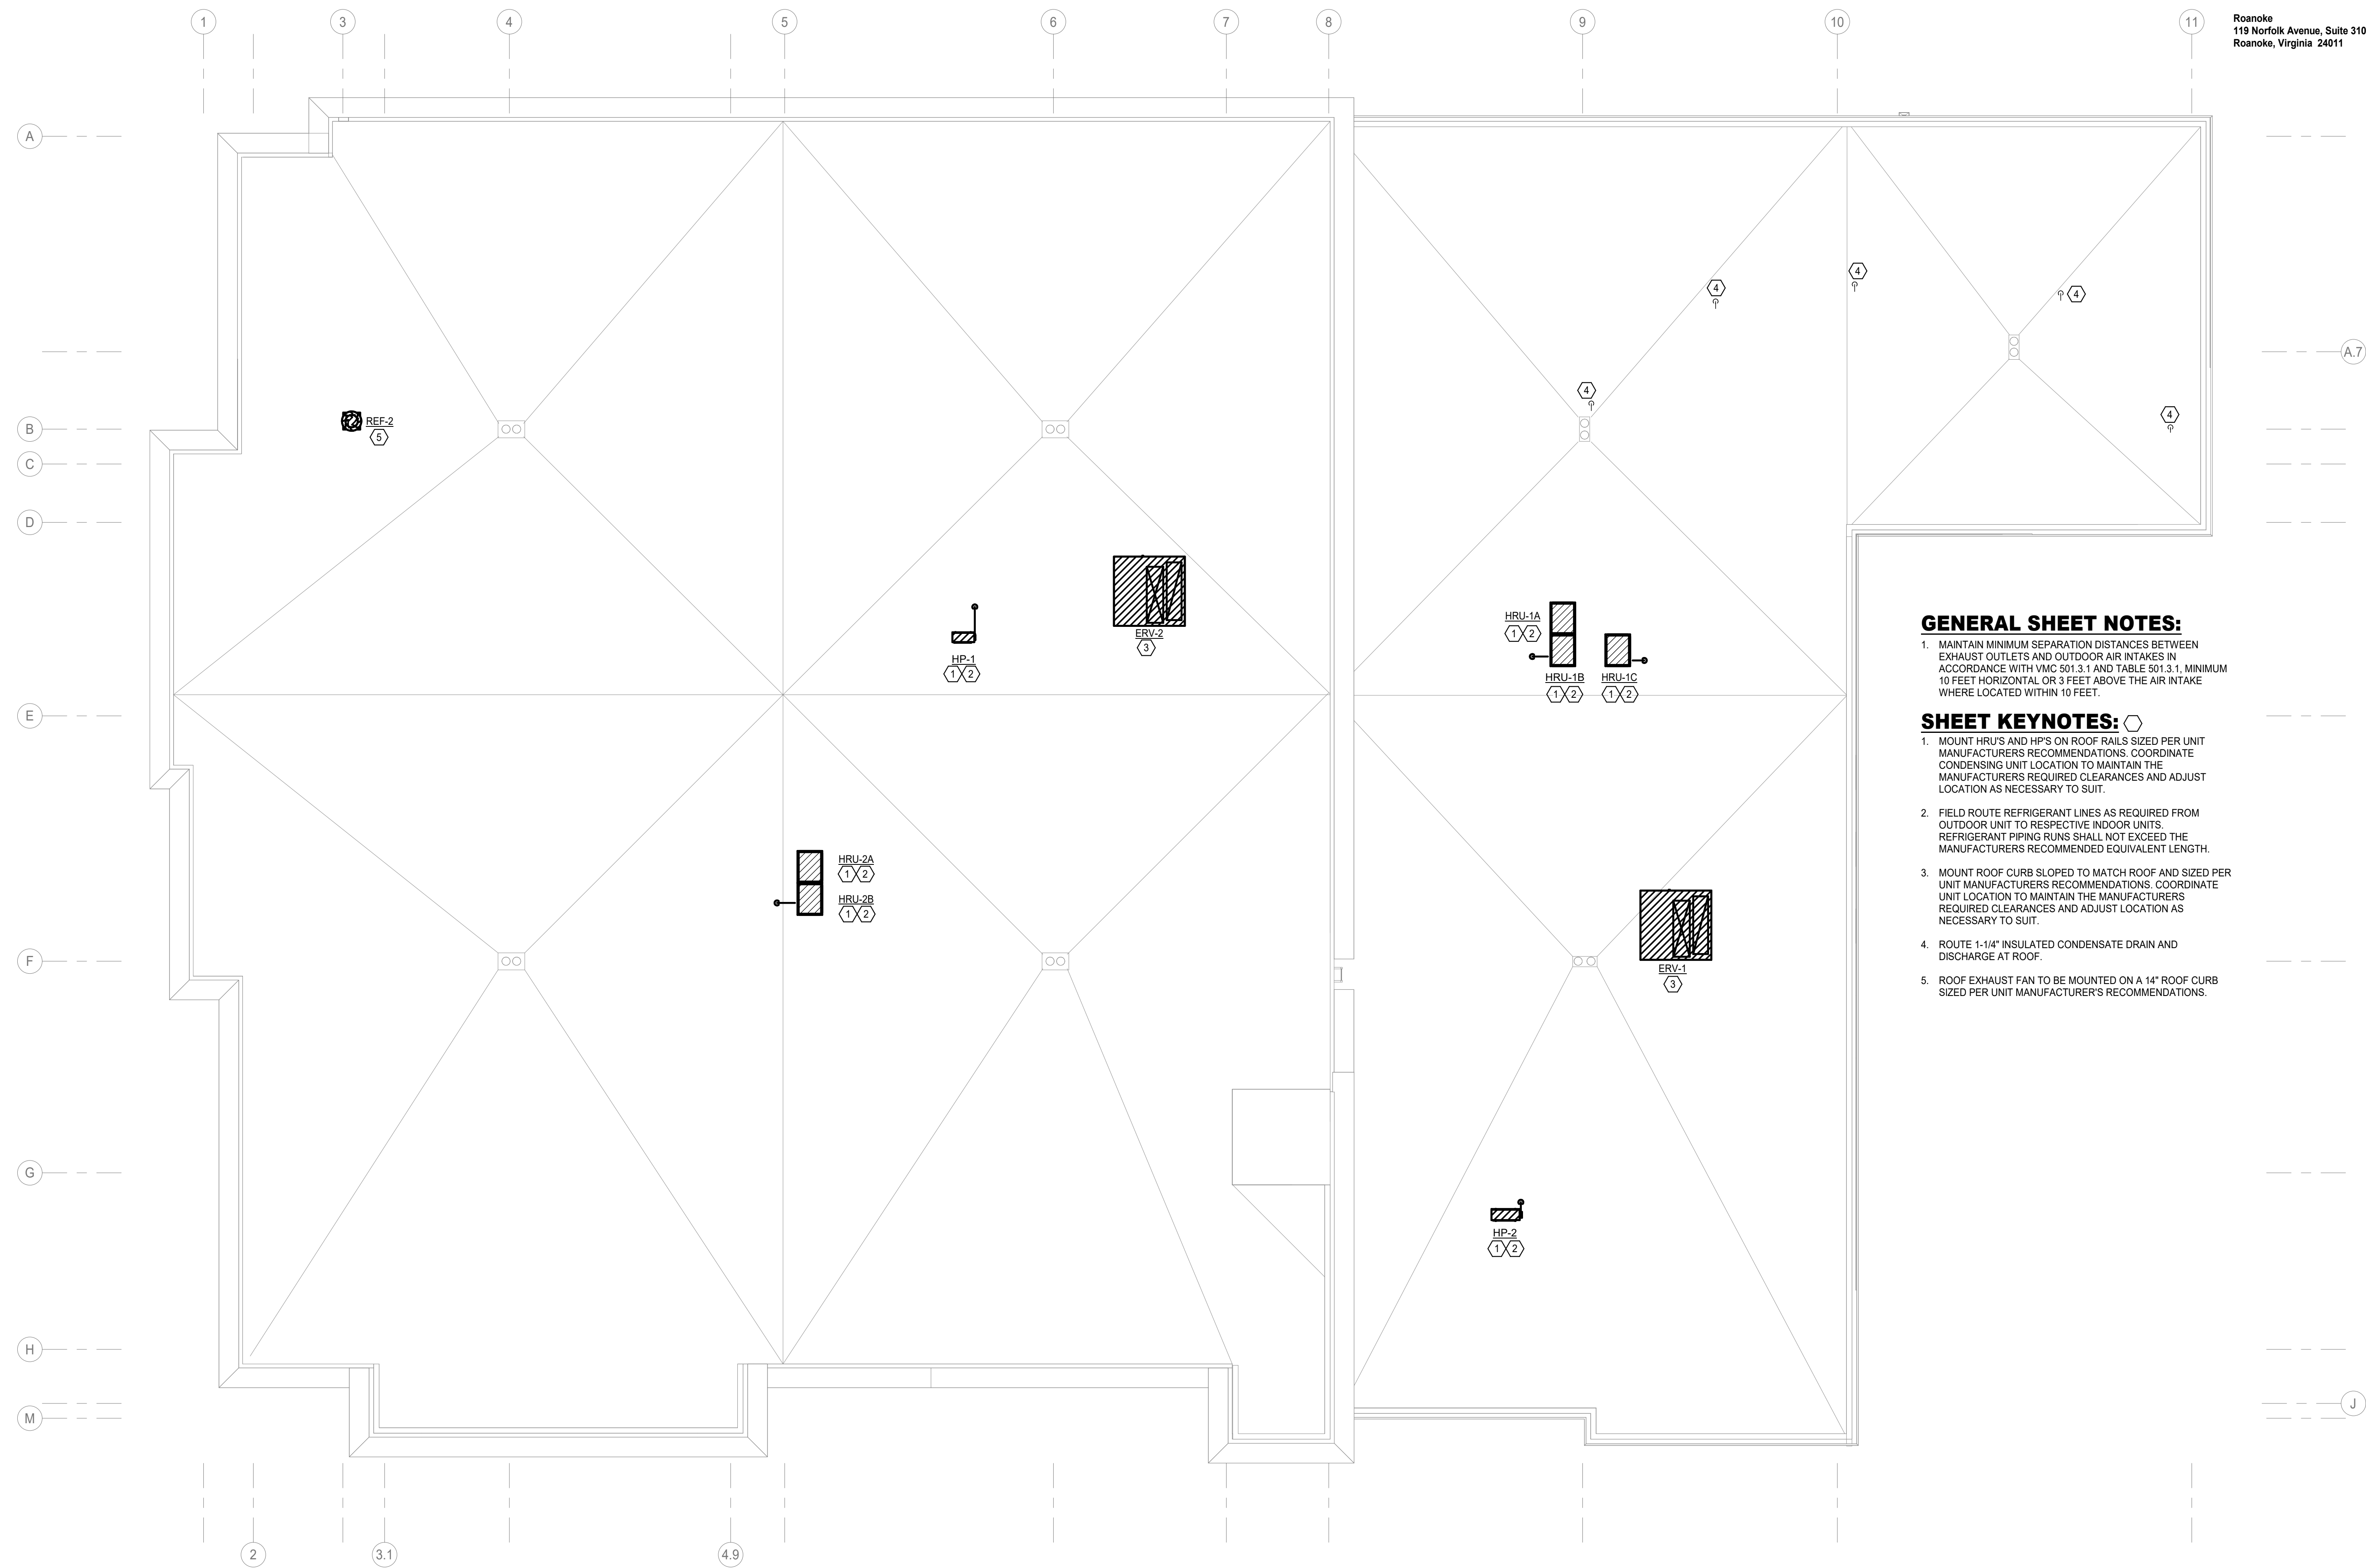 1
3
4
5
6
7
8
9
10
11
Roanoke
119 Norfolk Avenue, Suite 310
Roanoke, Virginia 24011
A
4
4
4
A.7
4
4
B
REF-2
5
C
D
ERV-2
3
HP-1
1 2
HRU-1A
1 2
HRU-1B
1 2
HRU-1C
1 2
E
GENERAL SHEET NOTES:
1. MAINTAIN MINIMUM SEPARATION DISTANCES BETWEEN
EXHAUST OUTLETS AND OUTDOOR AIR INTAKES IN
ACCORDANCE WITH VMC 501.3.1 AND TABLE 501.3.1, MINIMUM
10 FEET HORIZONTAL OR 3 FEET ABOVE THE AIR INTAKE
WHERE LOCATED WITHIN 10 FEET.
SHEET KEYNOTES:
1. MOUNT HRU'S AND HP'S ON ROOF RAILS SIZED PER UNIT
MANUFACTURERS RECOMMENDATIONS. COORDINATE
CONDENSING UNIT LOCATION TO MAINTAIN THE
MANUFACTURERS REQUIRED CLEARANCES AND ADJUST
LOCATION AS NECESSARY TO SUIT.
2. FIELD ROUTE REFRIGERANT LINES AS REQUIRED FROM
OUTDOOR UNIT TO RESPECTIVE INDOOR UNITS.
REFRIGERANT PIPING RUNS SHALL NOT EXCEED THE
MANUFACTURERS RECOMMENDED EQUIVALENT LENGTH.
3. MOUNT ROOF CURB SLOPED TO MATCH ROOF AND SIZED PER
UNIT MANUFACTURERS RECOMMENDATIONS. COORDINATE
UNIT LOCATION TO MAINTAIN THE MANUFACTURERS
REQUIRED CLEARANCES AND ADJUST LOCATION AS
NECESSARY TO SUIT.
4. ROUTE 1-1/4" INSULATED CONDENSATE DRAIN AND
DISCHARGE AT ROOF.
5. ROOF EXHAUST FAN TO BE MOUNTED ON A 14" ROOF CURB
SIZED PER UNIT MANUFACTURER'S RECOMMENDATIONS.
HRU-2A
1 2
HRU-2B
1 2
F
ERV-1
3
G
HP-2
1 2
H
M
J
2
3.1
4.9